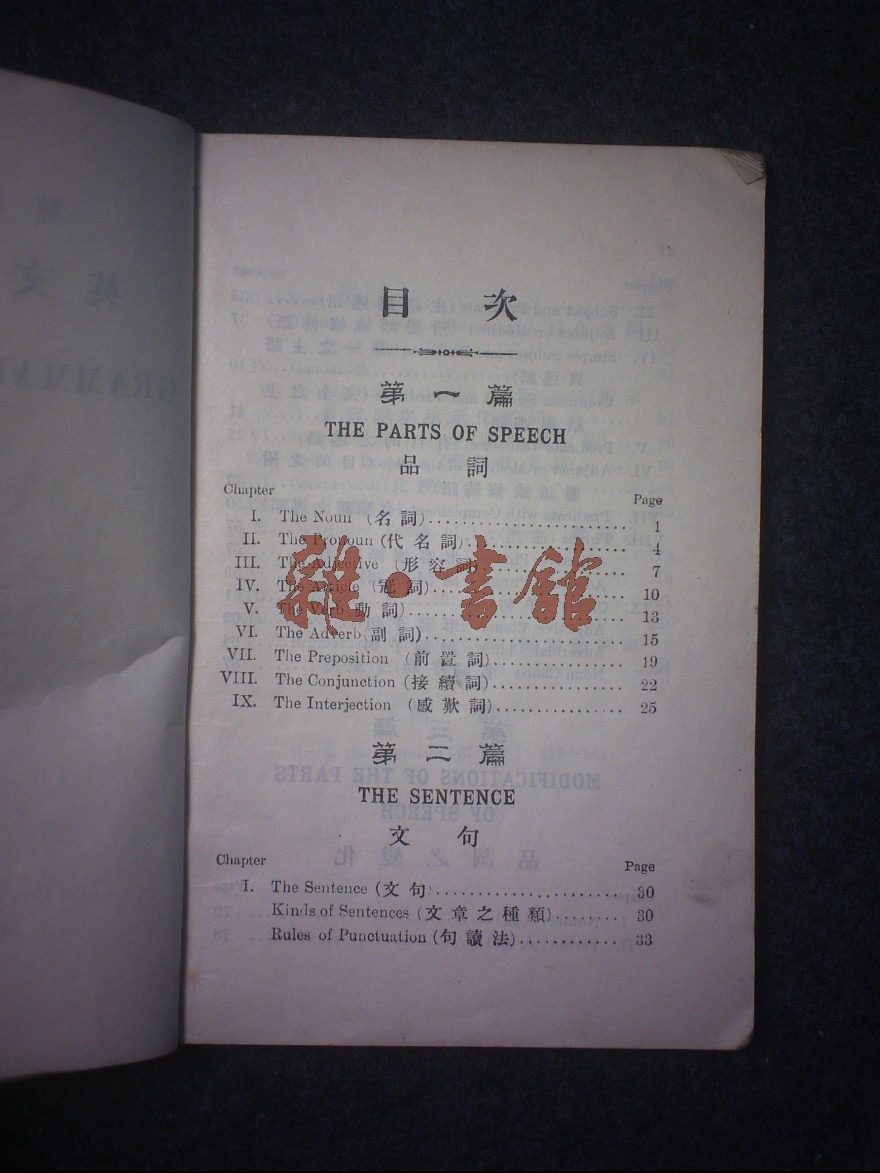 目 次
第 一 篇
THE PARTS OF SPEECH
品 詞
Chapter Page
I. The Noun (名 詞) 1
II. The Pronoun (代 名 詞) 4
III. The Adjective (形 容 詞) 7
IV. The Article (冠 詞) 10
V. The Verb (動 詞) 13
VI. The Adverb (副 詞) 15
VII. The Preposition (前 置 詞) 19
VIII. The Conjunction (接 續 詞) 22
IX. The Interjection (感 歎 詞) 25
雜·書館
第 二 篇
THE SENTENCE
文 句
Chapter Page
I. The Sentence (文 句) 30
Kinds of Sentences (文 章 之 種 類) 30
Rules of Punctuation (句 讀 法) 33